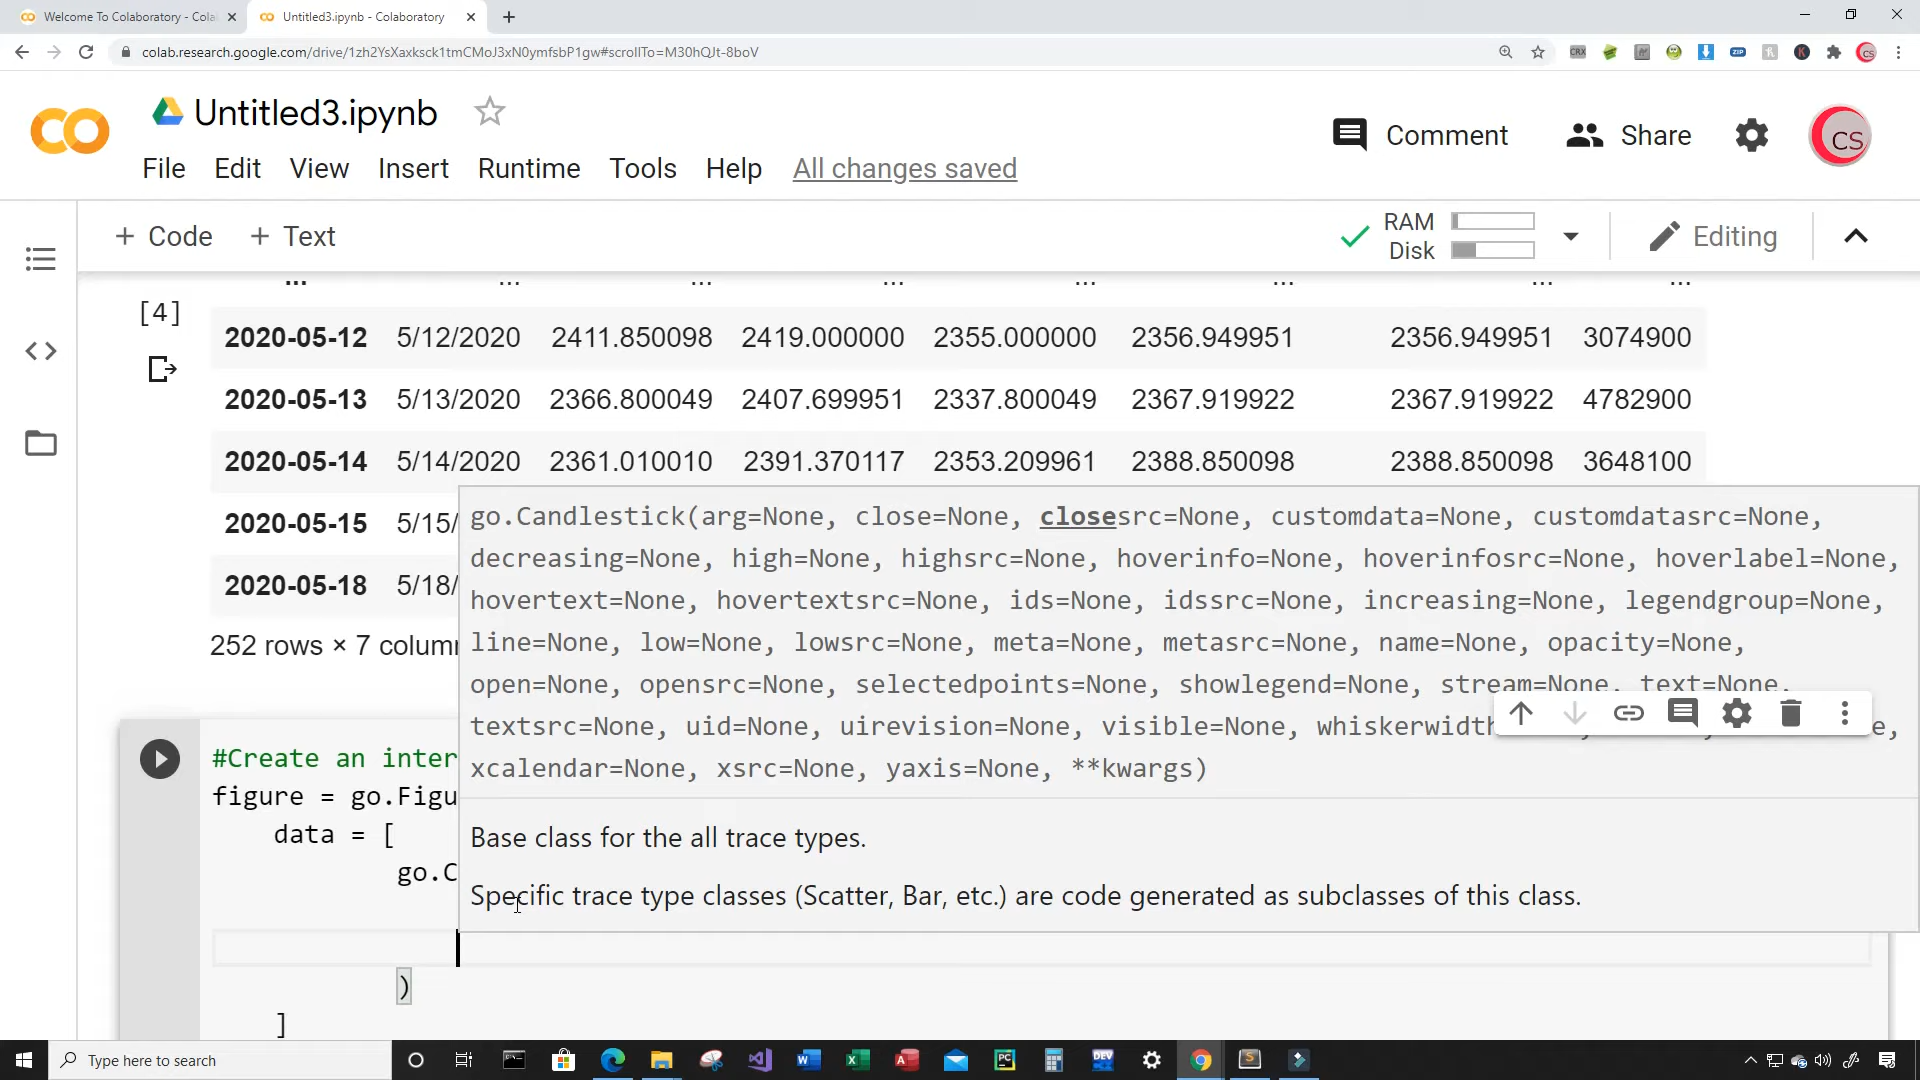 Welcome To Colaboratory - Cola
Untitled3.ipynb - Colaboratory
colab.research.google.com/drive/1zh2YsXaxksck1tmCMoJ3xN0ymfsbP1gw#scrollTo=M30hQJt-8boV
Untitled3.ipynb
Comment
Share
CS
File Edit View Insert Runtime Tools Help All changes saved
+ Code + Text
RAM
Disk
Editing
... ... ... ... ... ... ...
[4]
2020-05-12 5/12/2020 2411.850098 2419.000000 2355.000000 2356.949951 2356.949951 3074900
2020-05-13 5/13/2020 2366.800049 2407.699951 2337.800049 2367.919922 2367.919922 4782900
2020-05-14 5/14/2020 2361.010010 2391.370117 2353.209961 2388.850098 2388.850098 3648100
2020-05-15 5/15/
2020-05-18 5/18/
252 rows × 7 colum
go.Candlestick(arg=None, close=None, closesrc=None, customdata=None, customdatasrc=None,
decreasing=None, high=None, highsrc=None, hoverinfo=None, hoverinfosrc=None, hoverlabel=None,
hovertext=None, hovertextsrc=None, ids=None, idssrc=None, increasing=None, legendgroup=None,
line=None, low=None, lowsrc=None, meta=None, metasrc=None, name=None, opacity=None,
open=None, opensrc=None, selectedpoints=None, showlegend=None, stream=None, text=None,
textsrc=None, uid=None, uirevision=None, visible=None, whiskerwidth
xcalendar=None, xsrc=None, yaxis=None, **kwargs)
Base class for the all trace types.
Specific trace type classes (Scatter, Bar, etc.) are code generated as subclasses of this class.
#Create an inter
figure = go.Figu
data = [
go.C
)
]
Type here to search